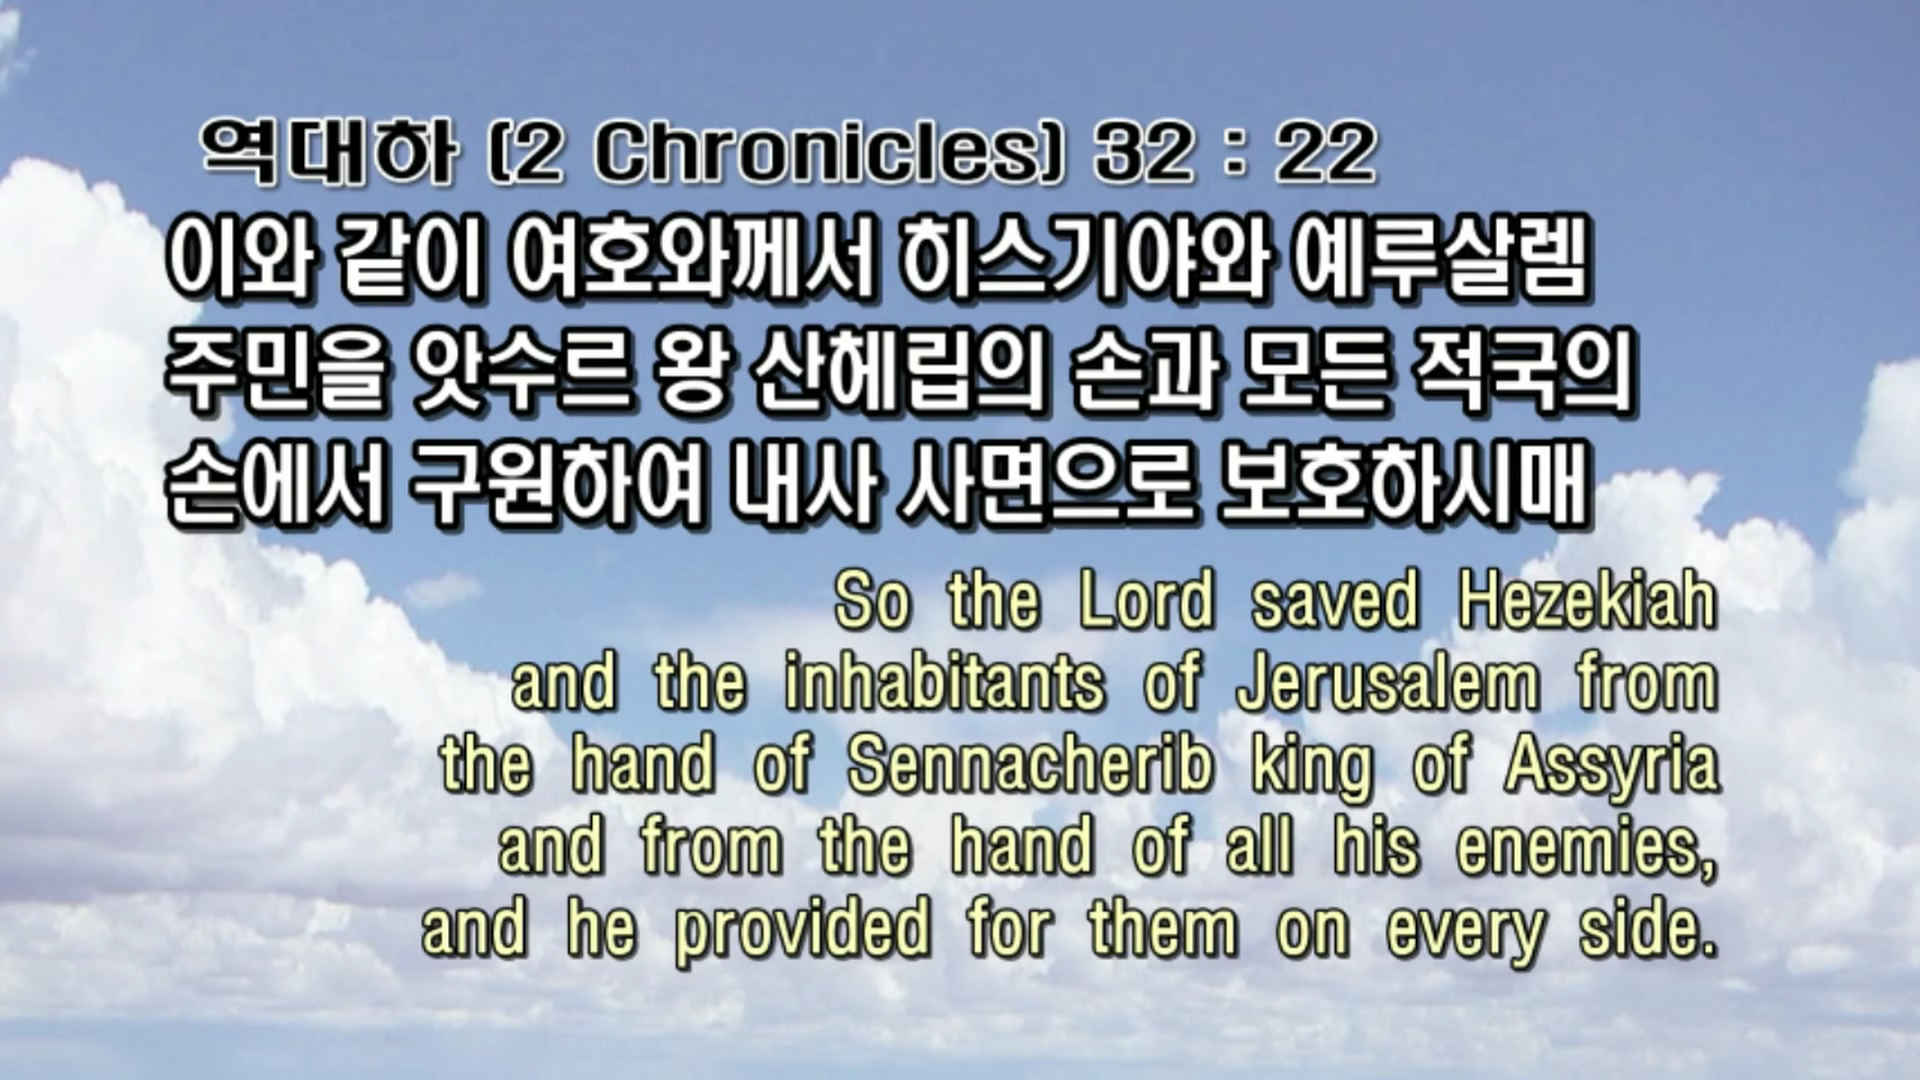 역대하 (2 Chronicles) 32 : 22
이와 같이 여호와께서 히스기야와 예루살렘
주민을 앗수르 왕 산헤립의 손과 모든 적국의
손에서 구원하여 내사 사면으로 보호하시매
So the Lord saved Hezekiah
and the inhabitants of Jerusalem from
the hand of Sennacherib king of Assyria
and from the hand of all his enemies,
and he provided for them on every side.